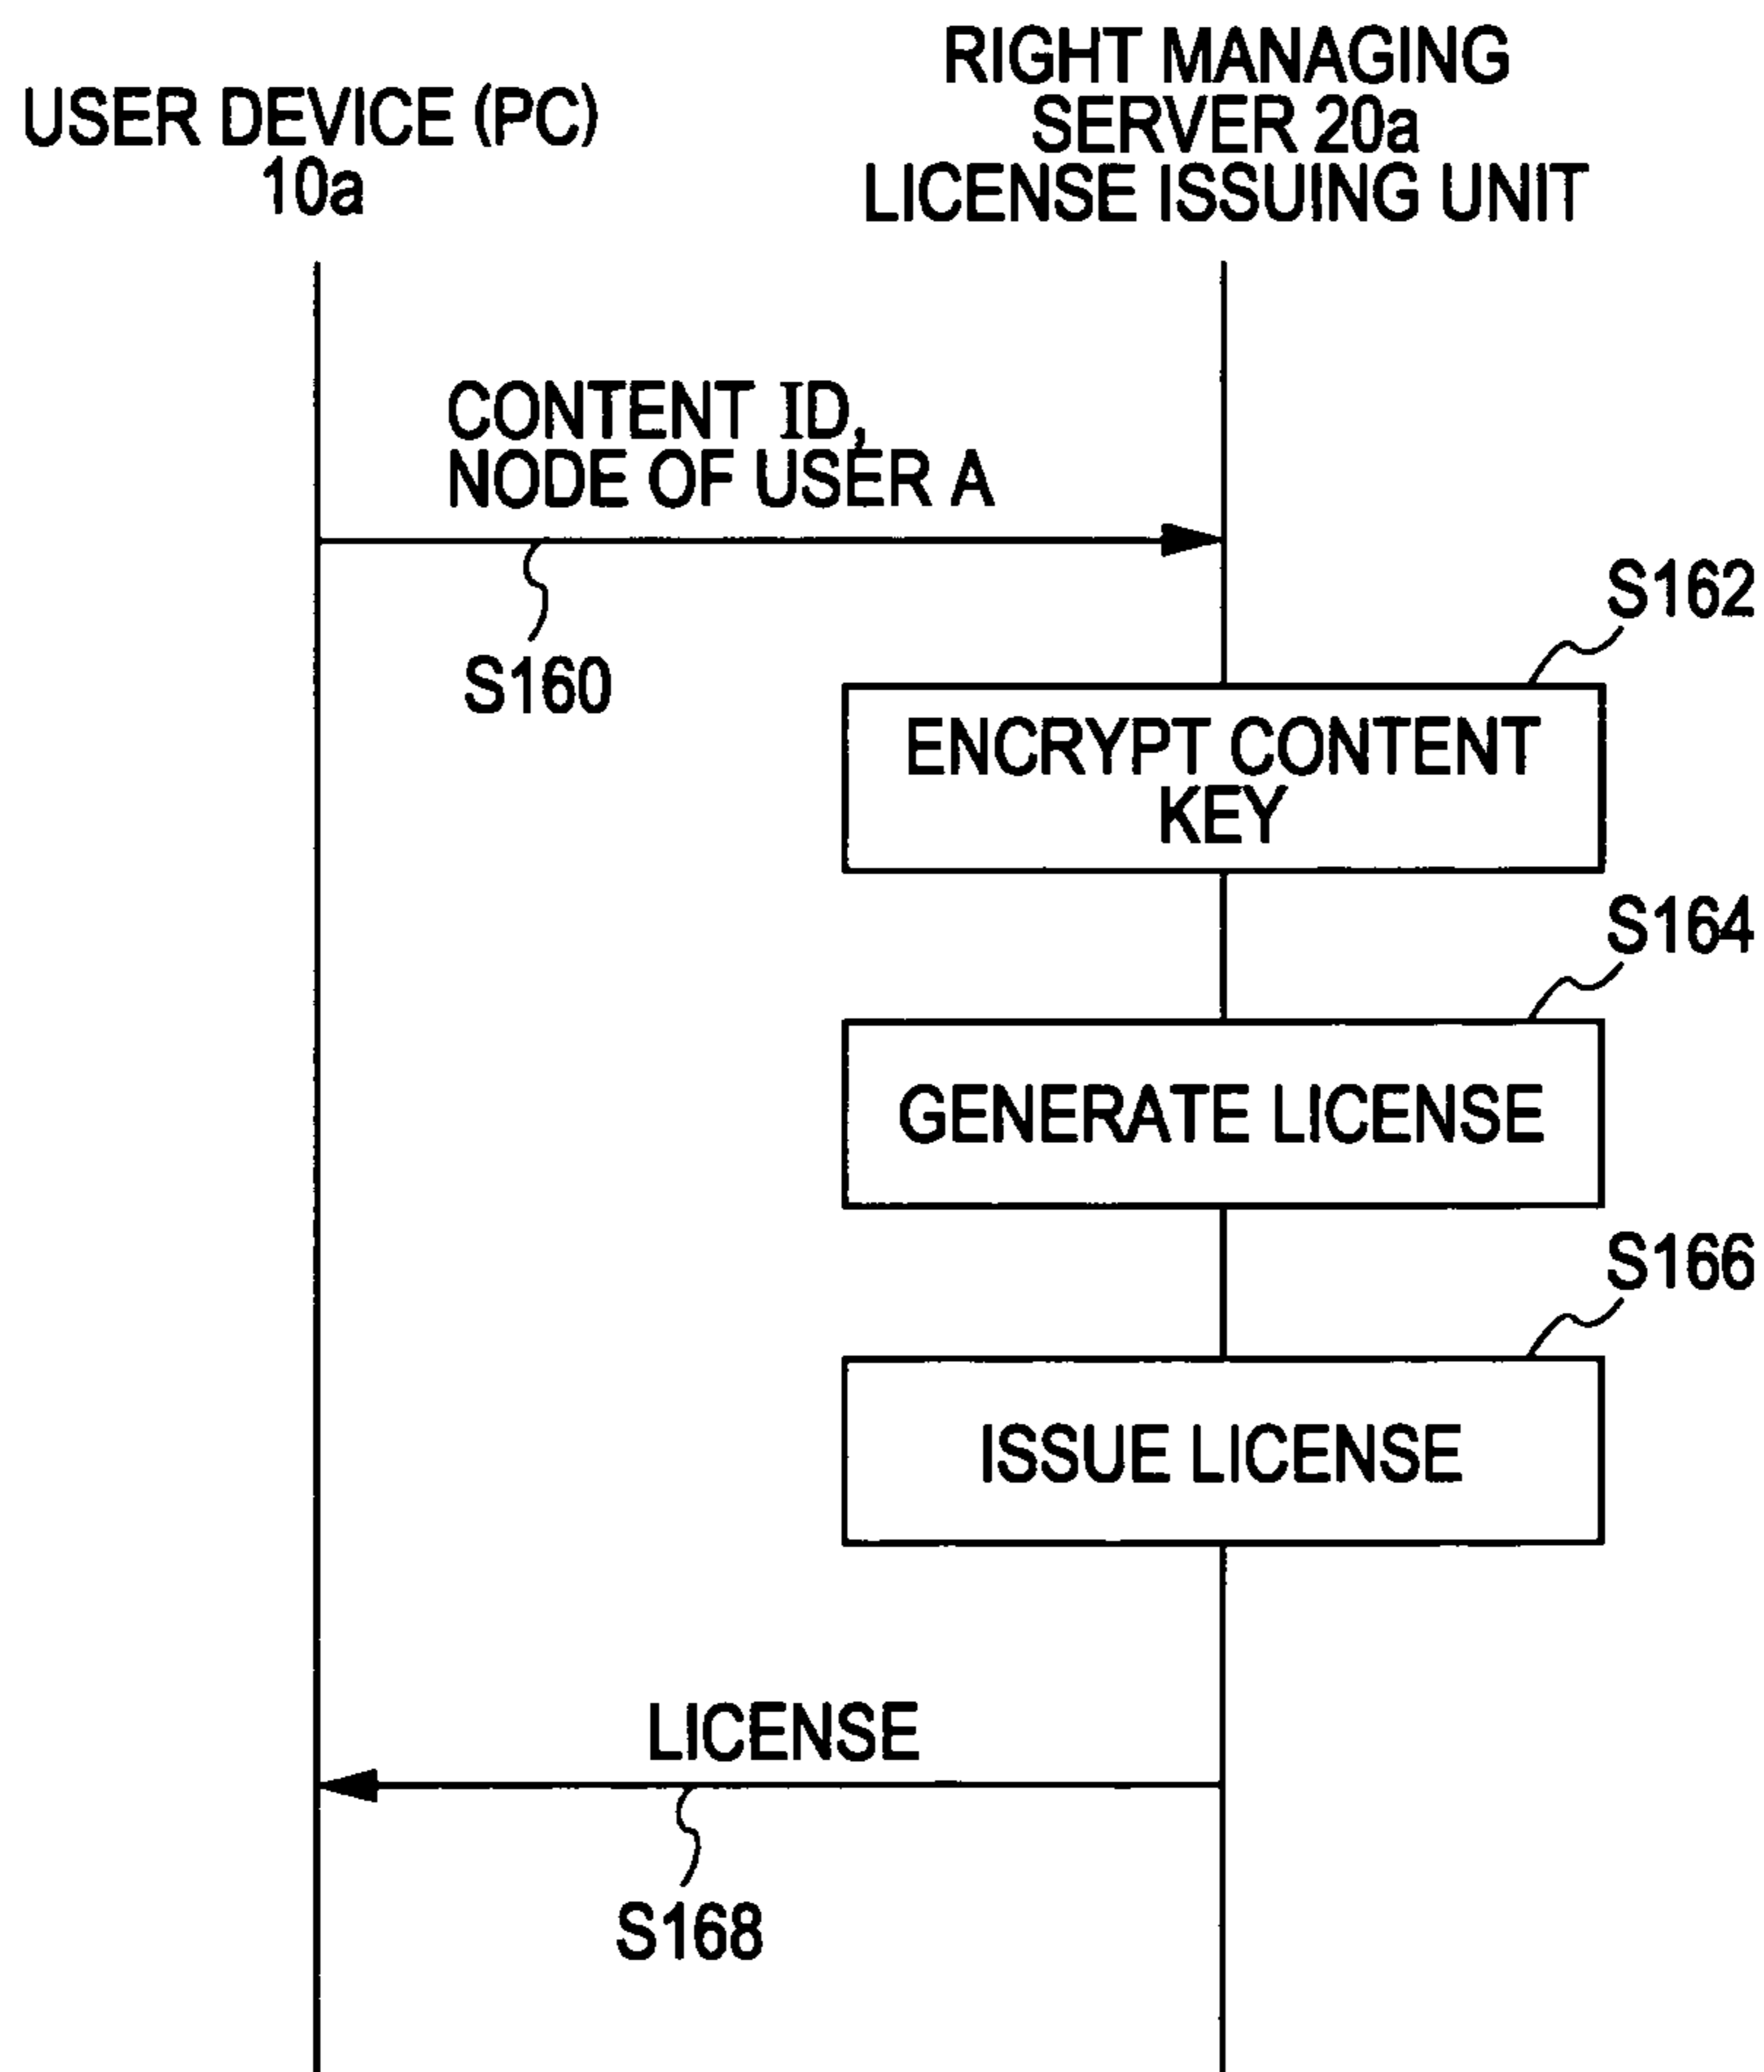 USER DEVICE (PC)
10a
RIGHT MANAGING
SERVER 20a
LICENSE ISSUING UNIT
CONTENT ID,
NODE OF USER A
S160
S162
ENCRYPT CONTENT
KEY
S164
GENERATE LICENSE
S166
ISSUE LICENSE
LICENSE
S168